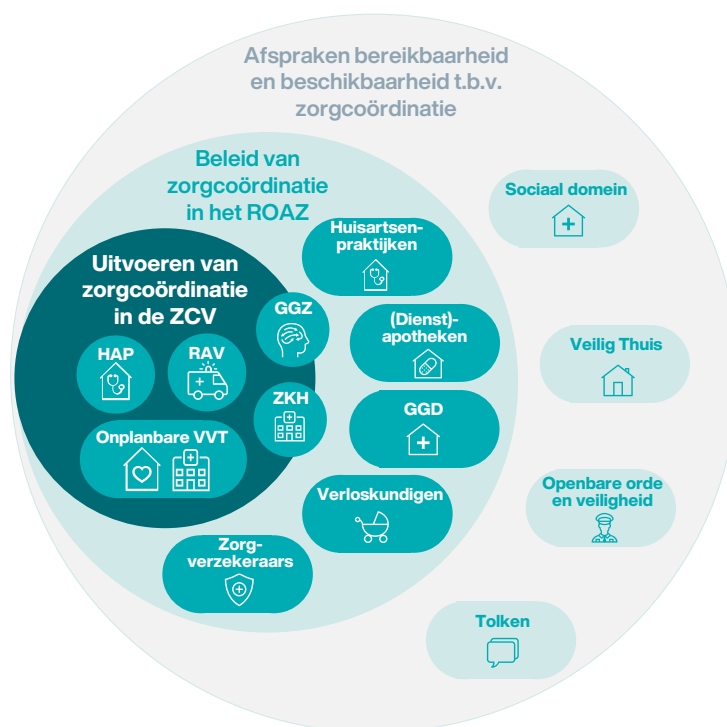 Afspraken bereikbaarheid
en beschikbaarheid t.b.v.
zorgcoördinatie
Beleid van
zorgcoördinatie
in het ROAZ
Uitvoeren van
zorgcoördinatie
in de ZCV
HAP
RAV
Onplanbare VVT
GGZ
ZKH
Huisartsen-
praktijken
(Dienst)-
apotheken
GGD
Verloskundigen
Zorg-
verzekeraars
Sociaal domein
Veilig Thuis
Openbare orde
en veiligheid
Tolken